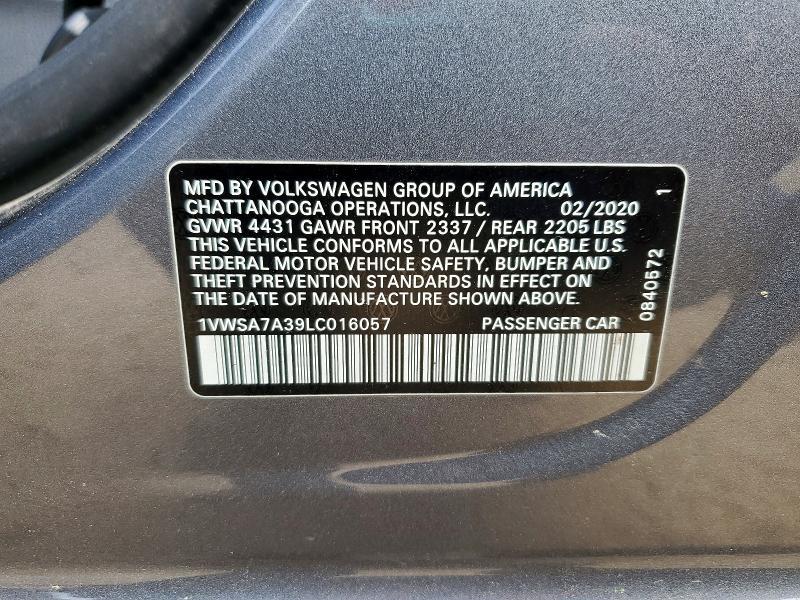 MFD BY VOLKSWAGEN GROUP OF AMERICA
CHATTANOOGA OPERATIONS, LLC. 02/2020
GVWR 4431 GAWR FRONT 2337 / REAR 2205 LBS
THIS VEHICLE CONFORMS TO ALL APPLICABLE U.S.
FEDERAL MOTOR VEHICLE SAFETY, BUMPER AND
THEFT PREVENTION STANDARDS IN EFFECT ON
THE DATE OF MANUFACTURE SHOWN ABOVE.
1VWSA7A39LC016057 PASSENGER CAR
0840572 1